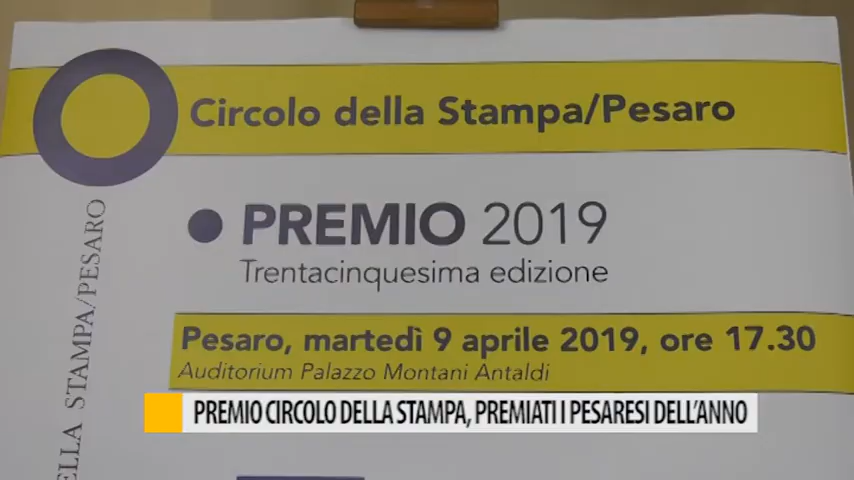 Circolo della Stampa/Pesaro
PREMIO 2019
Trentacinquesima edizione
Pesaro, martedì 9 aprile 2019, ore 17.30
Auditorium Palazzo Montani Antaldi
ELLA STAMPA/PESARO
PREMIO CIRCOLO DELLA STAMPA, PREMIATI I PESARESI DELL'ANNO